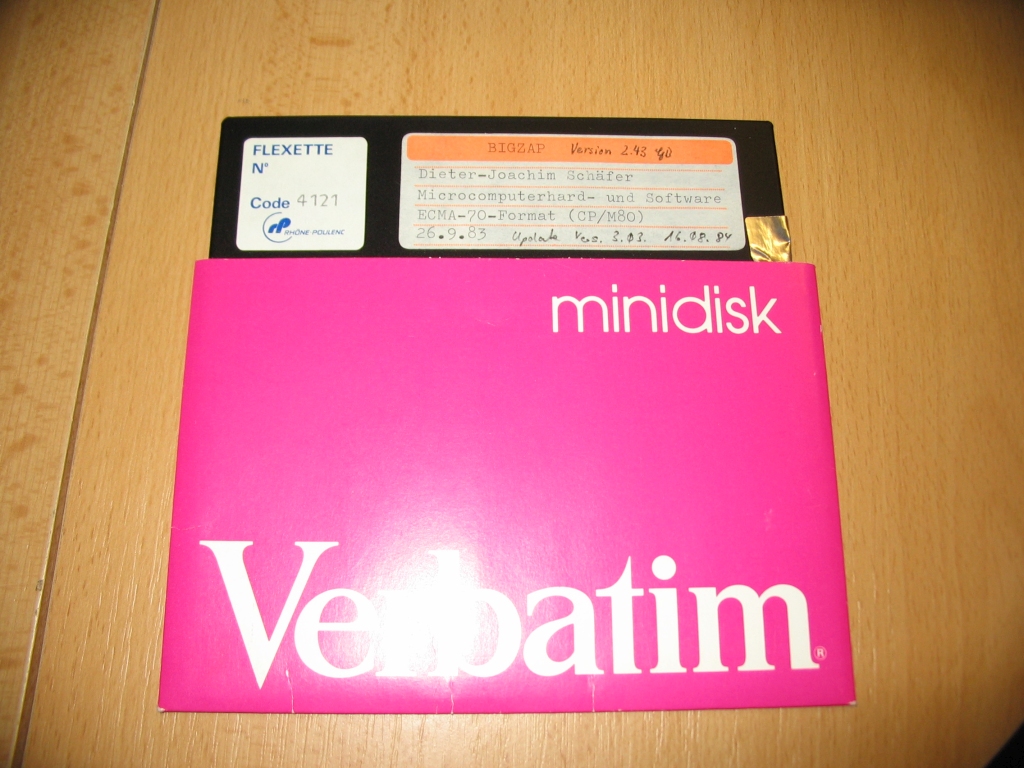 FLEXETTE
N°
Code 4121
RHÔNE-POULENC
BIGZAP Version 2.43
Dieter-Joachim Schäfer
Microcomputerhard- und Software
ECMA-70-Format (CP/M80)
26.9.83 Update Vers. 3.03. 16.08.84
minidisk
Verbatim®